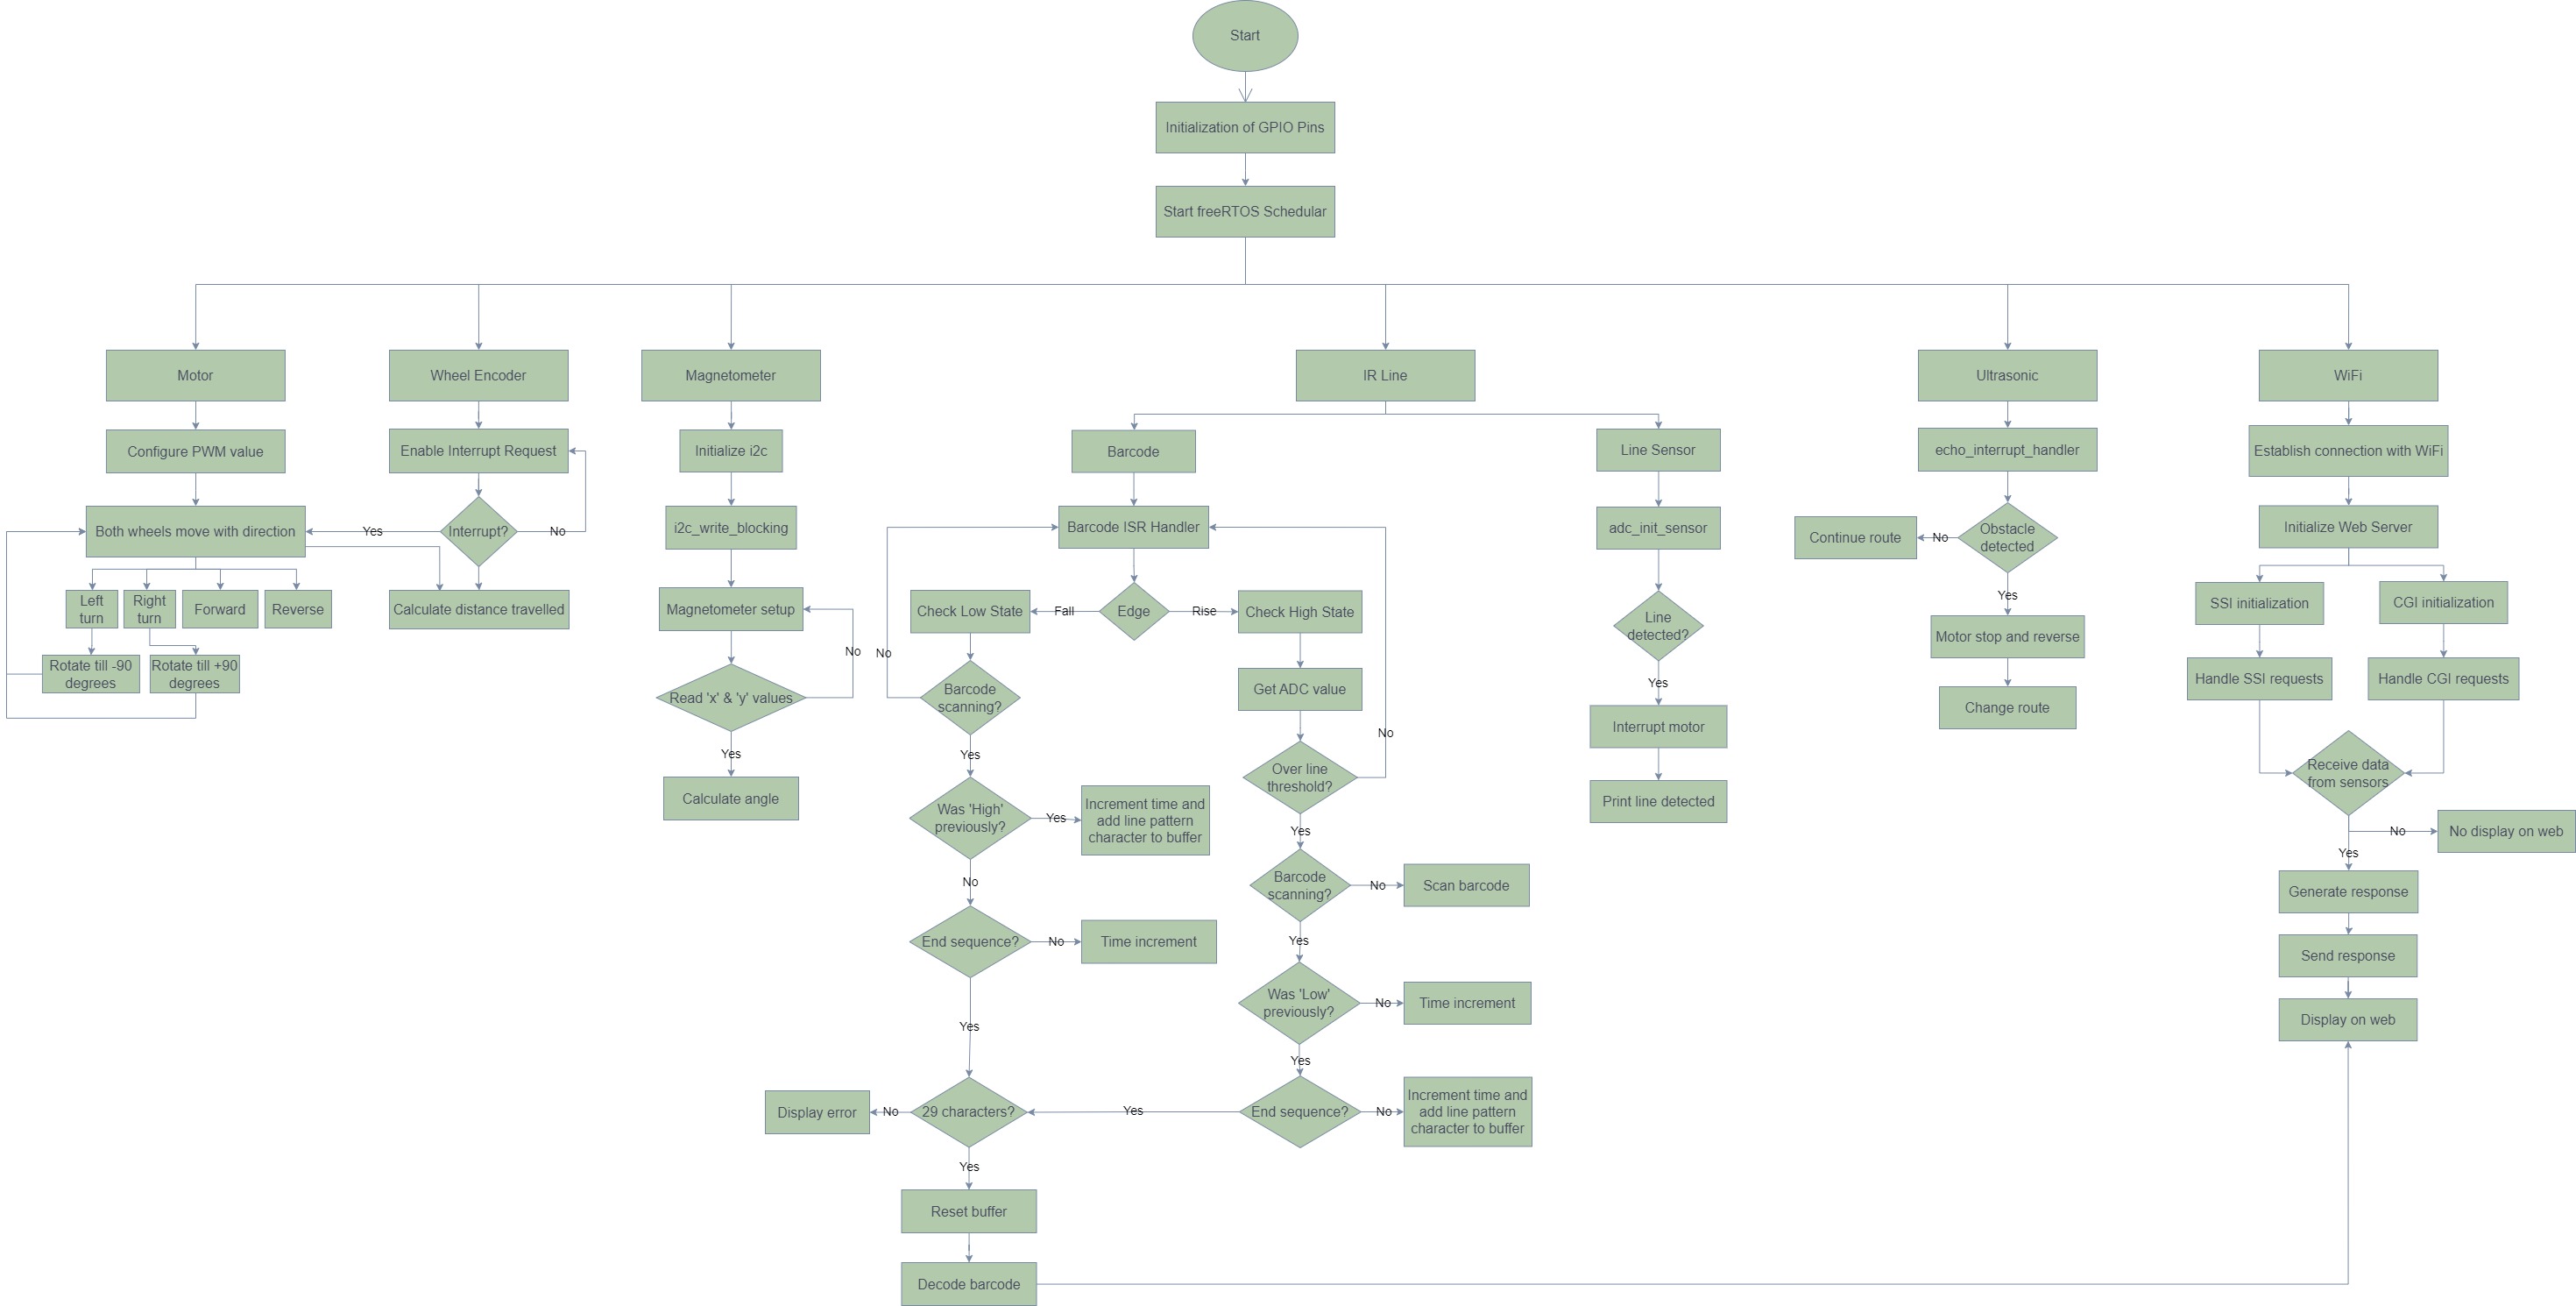 Start
Initialization of GPIO Pins
Start freeRTOS Schedular
Motor
Configure PWM value
Both wheels move with direction
Left
turn
Right
turn
Forward
Reverse
Rotate till -90
degrees
Rotate till +90
degrees
Wheel Encoder
Enable Interrupt Request
Interrupt?
Yes
No
Calculate distance travelled
Magnetometer
Initialize i2c
i2c_write_blocking
Magnetometer setup
Read 'x' & 'y' values
No
Yes
Calculate angle
IR Line
Barcode
Barcode ISR Handler
Edge
Fall
Rise
Check Low State
Barcode
scanning?
No
Yes
Was 'High'
previously?
Yes
Increment time and
add line pattern
character to buffer
No
End sequence?
No
Time increment
Yes
29 characters?
No
Display error
Yes
Reset buffer
Decode barcode
Check High State
Get ADC value
Over line
threshold?
No
Yes
Barcode
scanning?
No
Scan barcode
Yes
Was 'Low'
previously?
No
Time increment
Yes
End sequence?
Yes
No
Increment time and
add line pattern
character to buffer
Line Sensor
adc_init_sensor
Line
detected?
Yes
Interrupt motor
Print line detected
Ultrasonic
echo_interrupt_handler
Obstacle
detected
No
Continue route
Yes
Motor stop and reverse
Change route
WiFi
Establish connection with WiFi
Initialize Web Server
SSI initialization
CGI initialization
Handle SSI requests
Handle CGI requests
Receive data
from sensors
No
No display on web
Yes
Generate response
Send response
Display on web